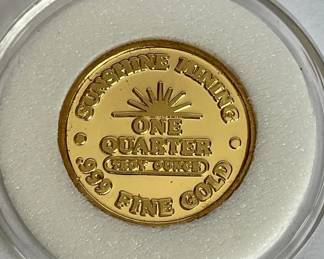 SUNSHINE MINING
ONE
QUARTER
TROY OUNCE
.999 FINE GOLD